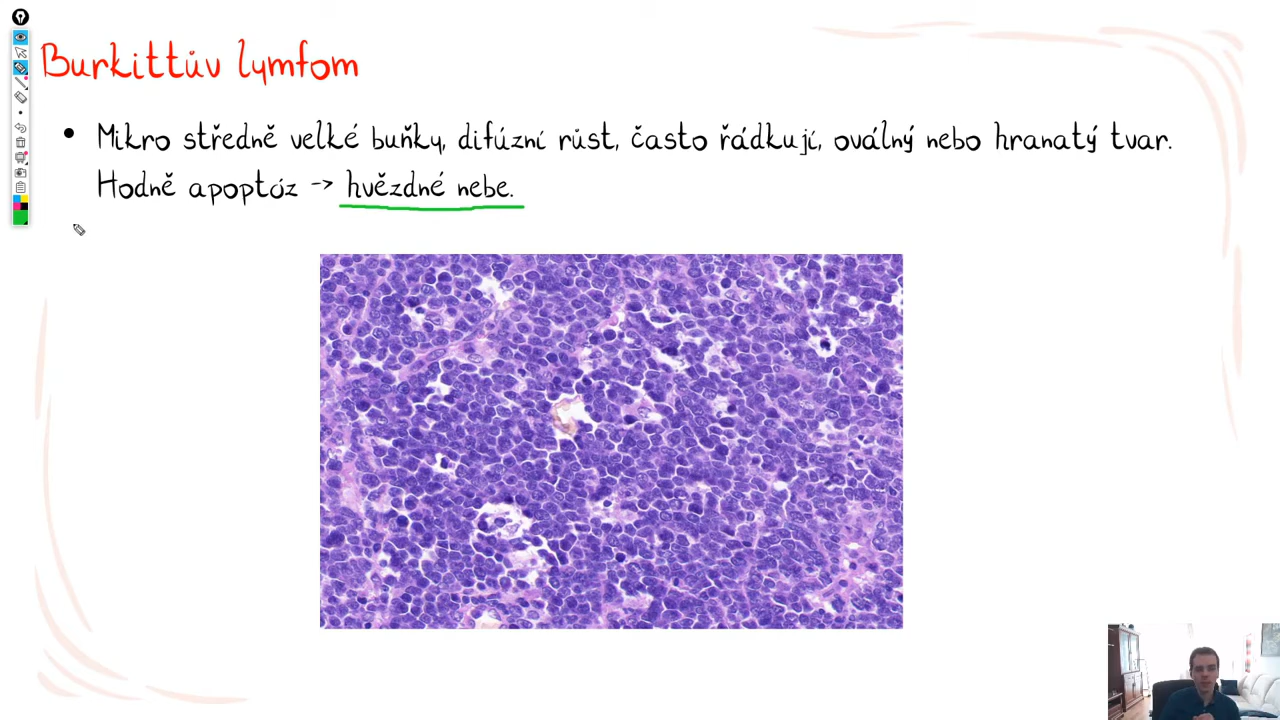 Burkittův lymfom
• Mikro středně velké buňky, difúzní růst, často řádkují, oválný nebo hranatý tvar.
Hodně apoptóz -> hvězdné nebe.